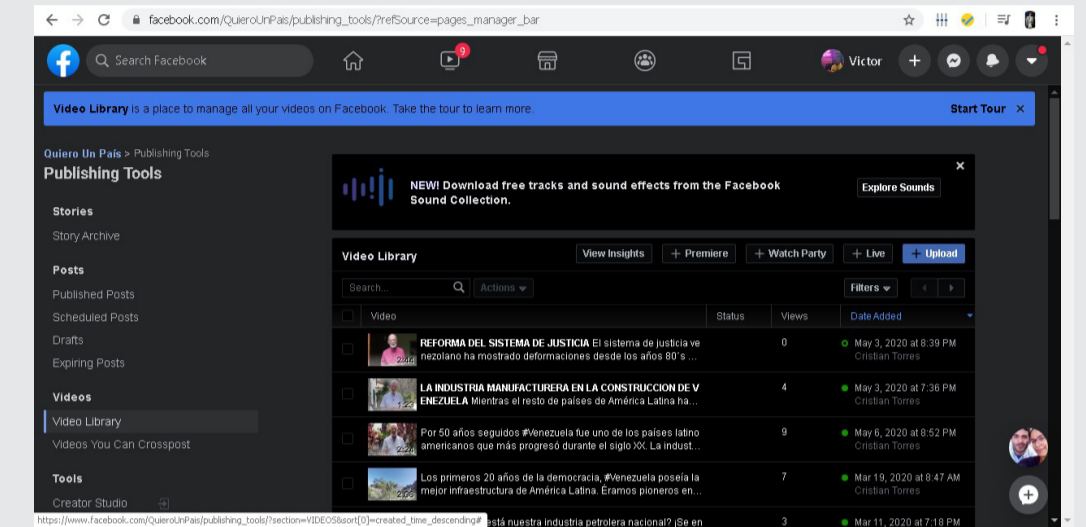 facebook.com/QuieroUnPais/publishing_tools/?refSource=pages_manager_bar
Search Facebook
9
Victor
Video Library is a place to manage all your videos on Facebook. Take the tour to learn more.
Start Tour ×
Quiero Un País > Publishing Tools
Publishing Tools
NEW! Download free tracks and sound effects from the Facebook
Sound Collection.
Explore Sounds
Stories
Story Archive
Posts
Published Posts
Scheduled Posts
Drafts
Expiring Posts
Videos
Video Library
Videos You Can Crosspost
Tools
Creator Studio
Video Library
View Insights
+ Premiere
+ Watch Party
+ Live
+ Upload
Search...
Actions
Filters
Video Status Views Date Added
REFORMA DEL SISTEMA DE JUSTICIA El sistema de justicia ve
nezolano ha mostrado deformaciones desde los años 80´s ...
0
May 3, 2020 at 8:39 PM
Cristian Torres
LA INDUSTRIA MANUFACTURERA EN LA CONSTRUCCION DE V
ENEZUELA Mientras el resto de países de América Latina ha...
4
May 3, 2020 at 7:36 PM
Cristian Torres
Por 50 años seguidos #Venezuela fue uno de los países latino
americanos que más progresó durante el siglo XX. La indust...
9
May 6, 2020 at 8:52 PM
Cristian Torres
Los primeros 20 años de la democracia, #Venezuela poseía la
mejor infraestructura de América Latina. Éramos pioneros en...
7
Mar 19, 2020 at 8:47 AM
Cristian Torres
está nuestra industria petrolera nacional? ¡Se en
3
Mar 11, 2020 at 7:18 PM
https://www.facebook.com/QuieroUnPais/publishing_tools/?section=VIDEOS&sort[0]=created_time_descending#